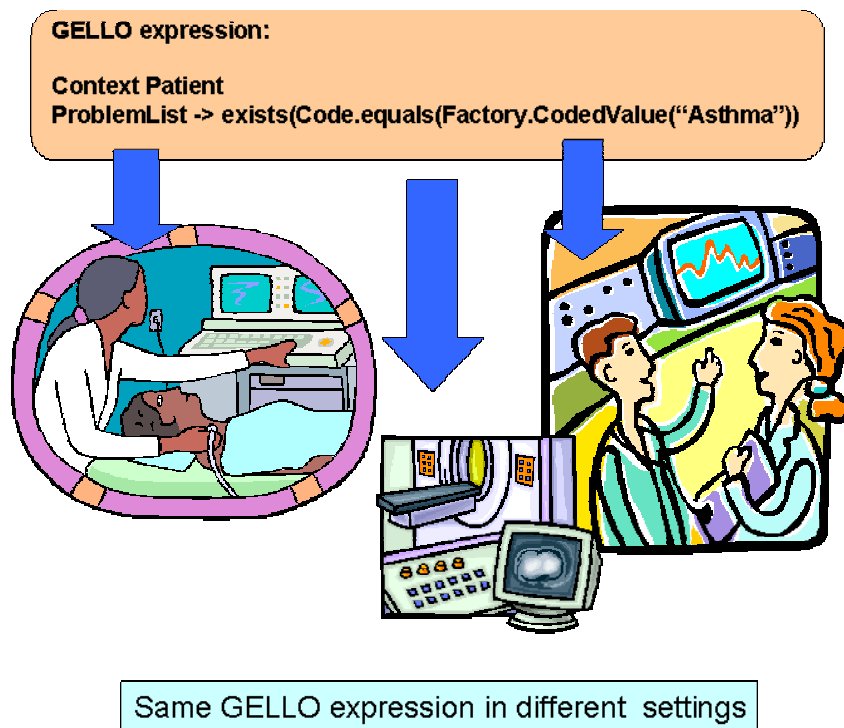 GELLO expression:
Context Patient
ProblemList -> exists(Code.equals(Factory.CodedValue(“Asthma”))
Same GELLO expression in different settings